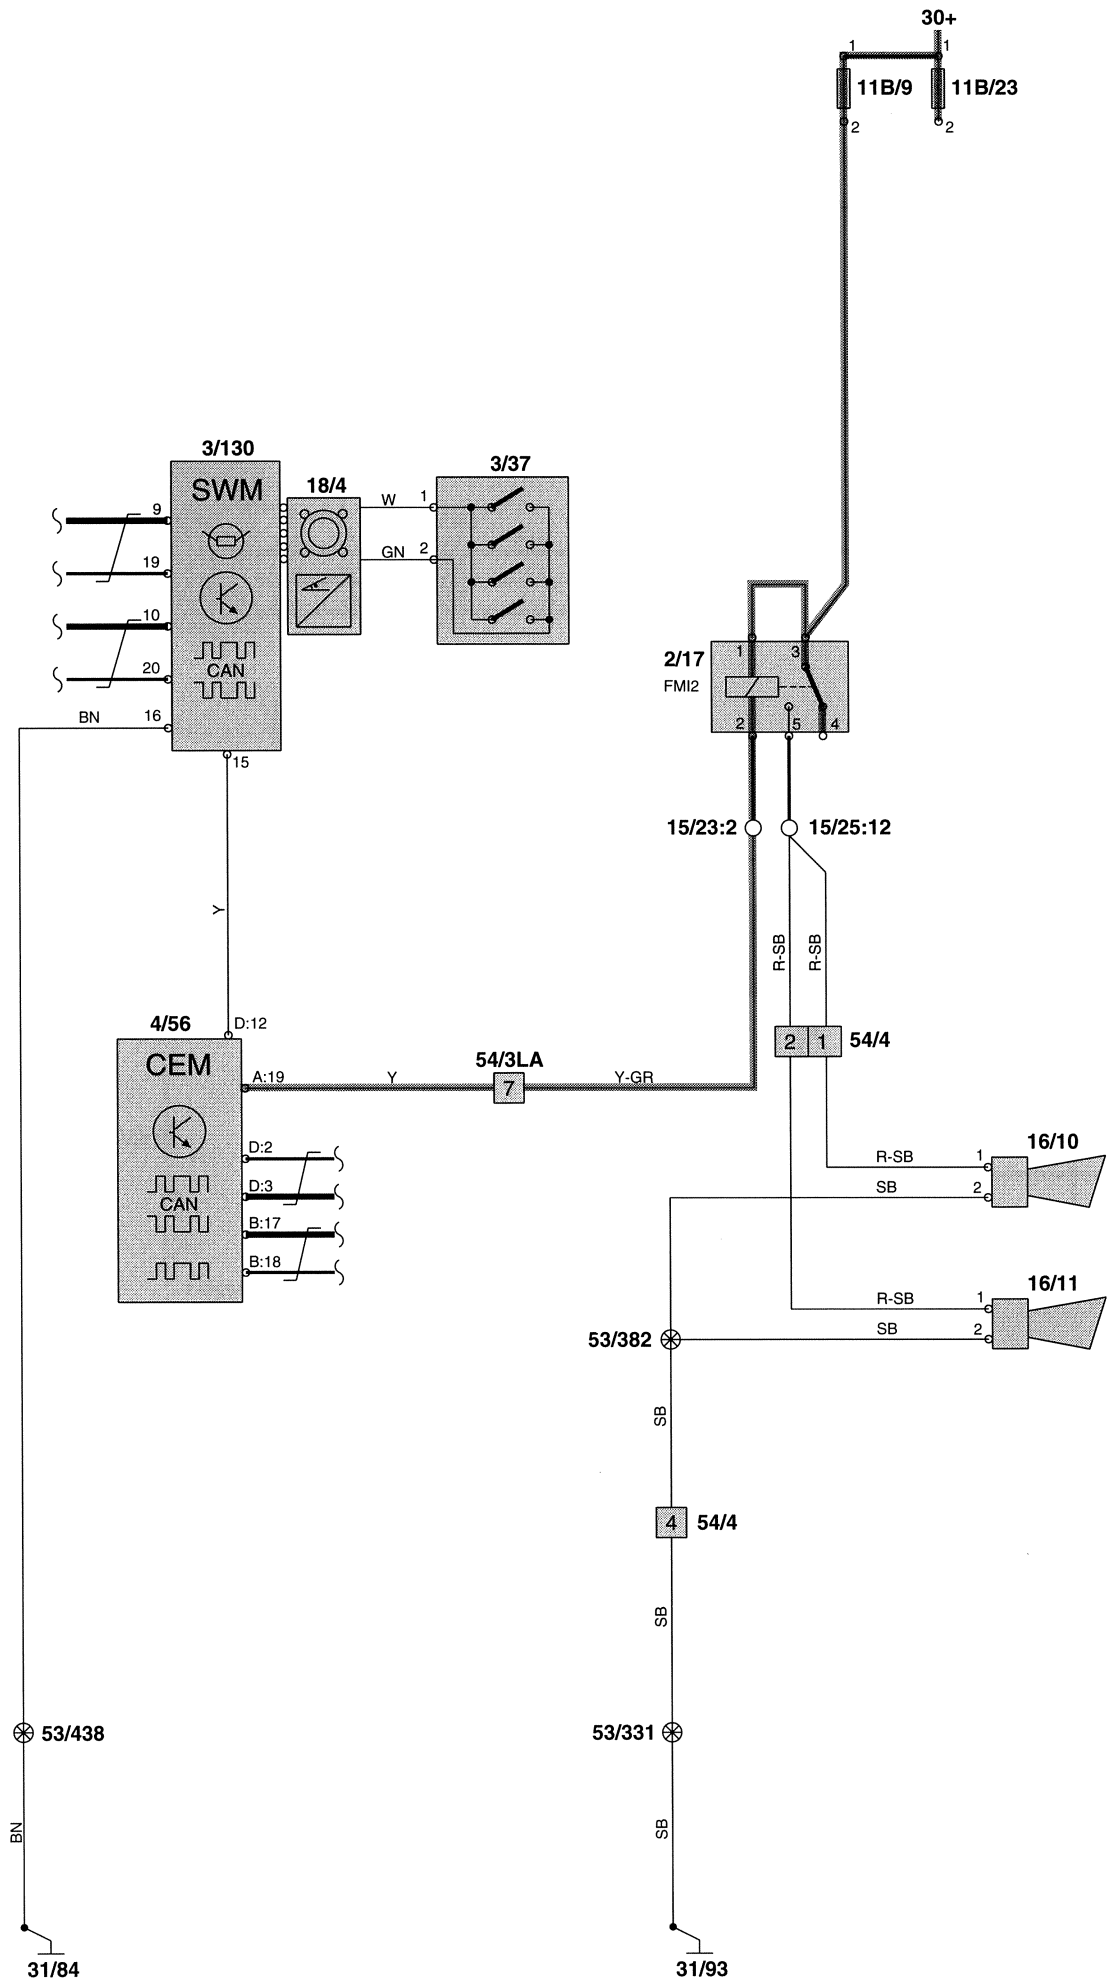 30+
1
1
11B/9
11B/23
2
2
3/130
SWM
18/4
3/37
9
W
1
19
GN
2
10
CAN
20
BN
16
15
2/17
FMI2
1
3
2
5
4
15/23:2
15/25:12
Y
R-SB
R-SB
4/56
D:12
2
1
54/4
CEM
A:19
Y
54/3LA
7
Y-GR
D:2
D:3
CAN
B:17
B:18
16/10
R-SB
1
SB
2
16/11
R-SB
1
53/382
SB
2
SB
4
54/4
SB
53/438
53/331
BN
SB
31/84
31/93